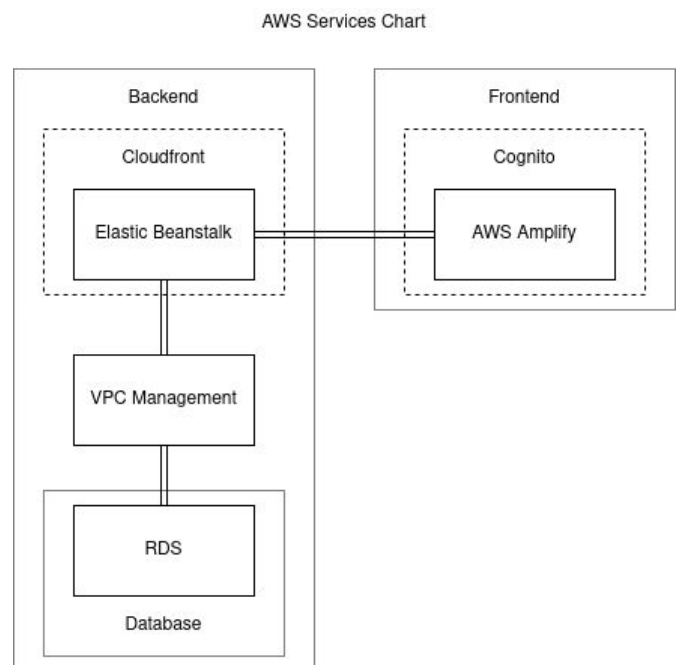 AWS Services Chart
Backend
Frontend
Cloudfront
Cognito
Elastic Beanstalk
AWS Amplify
VPC Management
RDS
Database